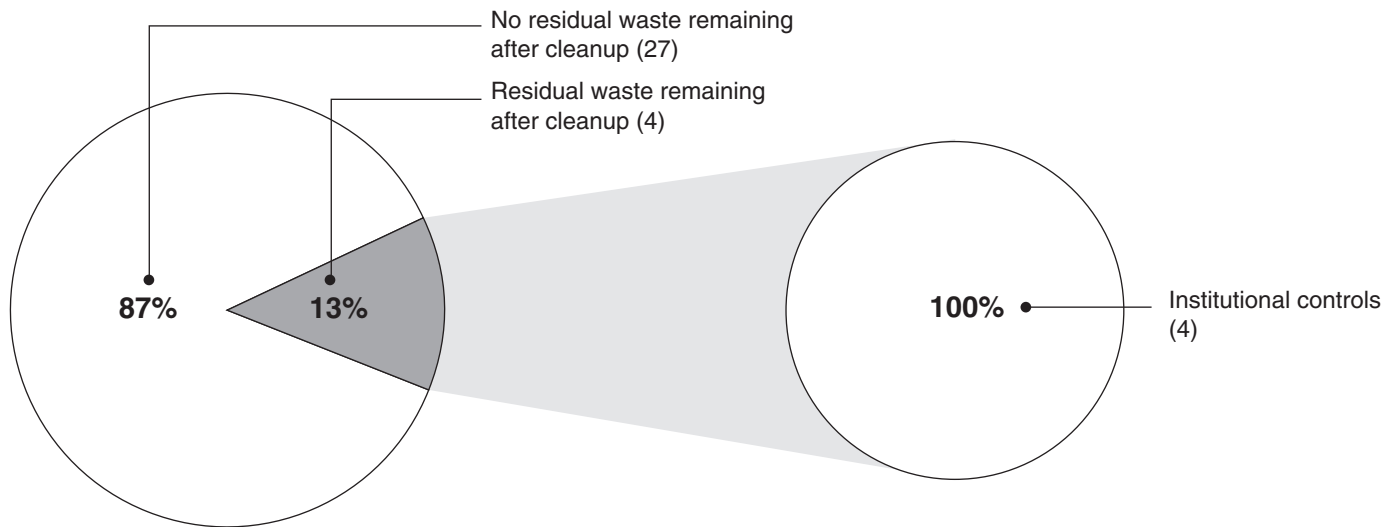 No residual waste remaining
after cleanup (27)
Residual waste remaining
after cleanup (4)
87%
13%
100%
Institutional controls
(4)